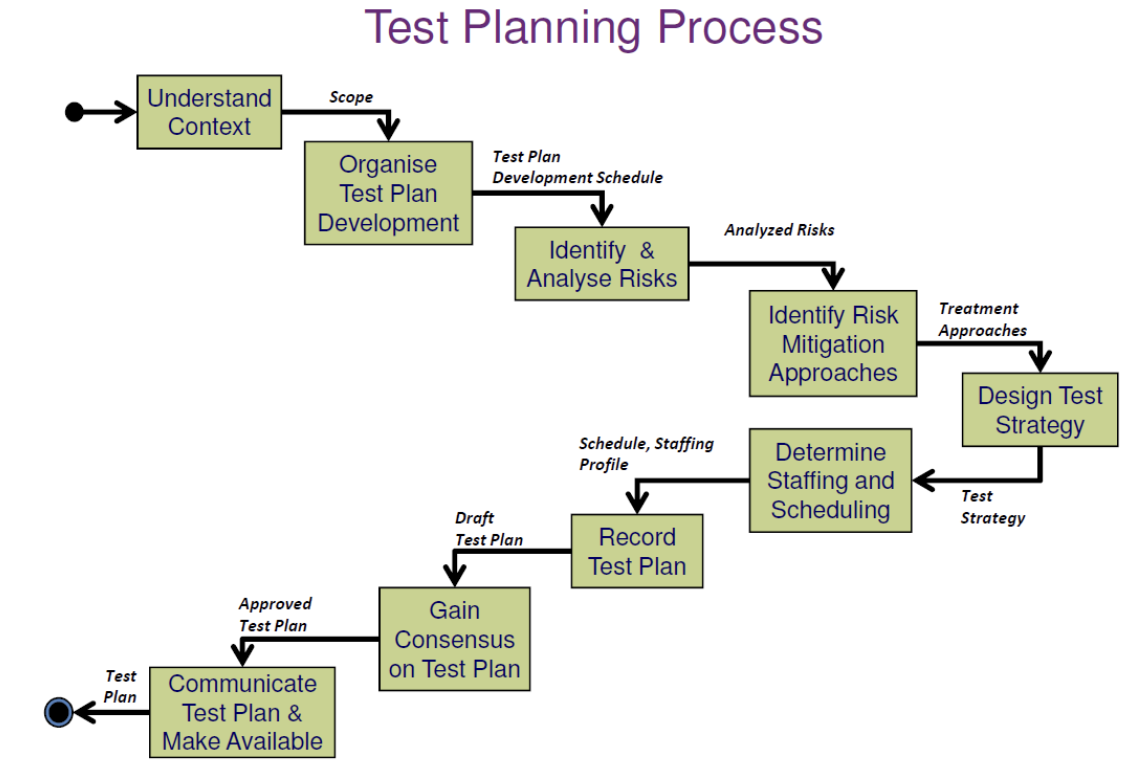 Test Planning Process
Understand
Context
Scope
Organise
Test Plan
Development
Test Plan
Development Schedule
Identify &
Analyse Risks
Analyzed Risks
Identify Risk
Mitigation
Approaches
Treatment
Approaches
Design Test
Strategy
Test
Strategy
Determine
Staffing and
Scheduling
Schedule, Staffing
Profile
Record
Test Plan
Draft
Test Plan
Gain
Consensus
on Test Plan
Approved
Test Plan
Communicate
Test Plan &
Make Available
Test
Plan